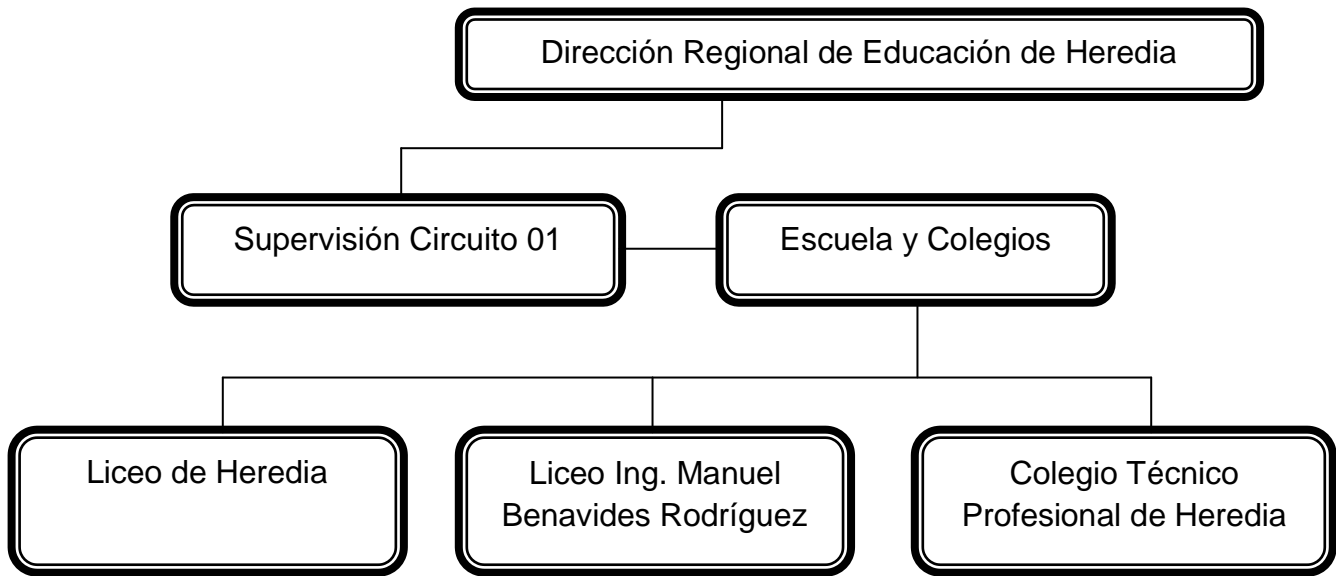 Dirección Regional de Educación de Heredia
Supervisión Circuito 01
Escuela y Colegios
Liceo de Heredia
Liceo Ing. Manuel
Benavides Rodríguez
Colegio Técnico
Profesional de Heredia